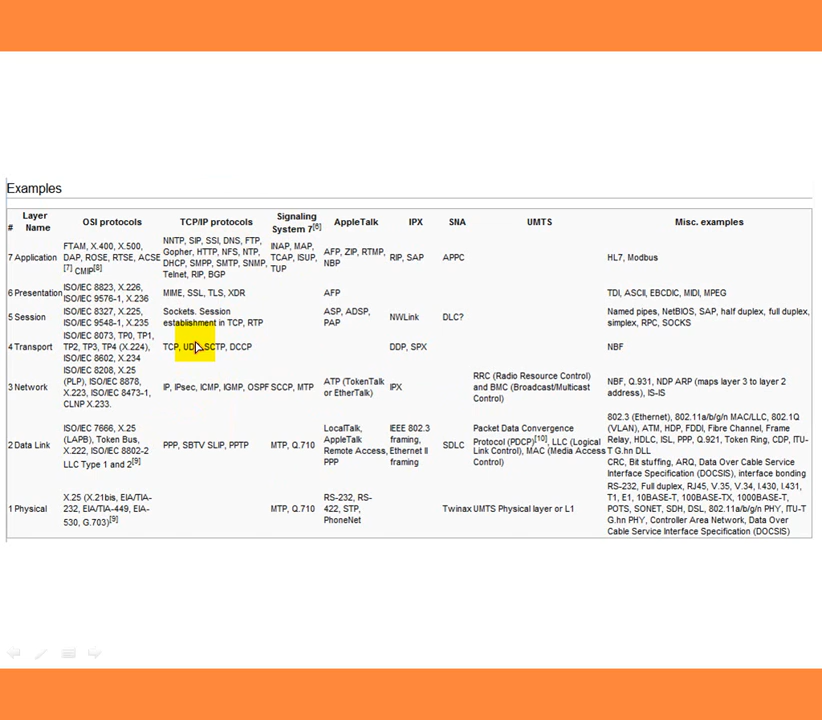 Examples
# Layer Name OSI protocols TCP/IP protocols Signaling System 7[6] AppleTalk IPX SNA UMTS Misc. examples
7 Application
FTAM, X.400, X.500,
DAP, ROSE, RTSE, ACSE
[7] CMIP[8]
NNTP, SIP, SSI, DNS, FTP,
Gopher, HTTP, NFS, NTP,
DHCP, SMPP, SMTP, SNMP,
Telnet, RIP, BGP
INAP, MAP,
TCAP, ISUP,
TUP
AFP, ZIP, RTMP,
NBP
RIP, SAP
APPC
HL7, Modbus
6 Presentation
ISO/IEC 8823, X.226,
ISO/IEC 9576-1, X.236
MIME, SSL, TLS, XDR
AFP
TDI, ASCII, EBCDIC, MIDI, MPEG
5 Session
ISO/IEC 8327, X.225,
ISO/IEC 9548-1, X.235
Sockets. Session
establishment in TCP, RTP
ASP, ADSP,
PAP
NWLink
DLC?
Named pipes, NetBIOS, SAP, half duplex, full duplex,
simplex, RPC, SOCKS
4 Transport
ISO/IEC 8073, TP0, TP1,
TP2, TP3, TP4 (X.224),
ISO/IEC 8602, X.234
TCP, UDP, SCTP, DCCP
DDP, SPX
NBF
3 Network
ISO/IEC 8208, X.25
(PLP), ISO/IEC 8878,
X.223, ISO/IEC 8473-1,
CLNP X.233.
IP, IPsec, ICMP, IGMP, OSPF
SCCP, MTP
ATP (TokenTalk
or EtherTalk)
IPX
RRC (Radio Resource Control)
and BMC (Broadcast/Multicast
Control)
NBF, Q.931, NDP ARP (maps layer 3 to layer 2
address), IS-IS
2 Data Link
ISO/IEC 7666, X.25
(LAPB), Token Bus,
X.222, ISO/IEC 8802-2
LLC Type 1 and 2[9]
PPP, SBTV SLIP, PPTP
MTP, Q.710
LocalTalk,
AppleTalk
Remote Access,
PPP
IEEE 802.3
framing,
Ethernet II
framing
SDLC
Packet Data Convergence
Protocol (PDCP)[10], LLC (Logical
Link Control), MAC (Media Access
Control)
802.3 (Ethernet), 802.11a/b/g/n MAC/LLC, 802.1Q
(VLAN), ATM, HDP, FDDI, Fibre Channel, Frame
Relay, HDLC, ISL, PPP, Q.921, Token Ring, CDP, ITU-
T G.hn DLL
CRC, Bit stuffing, ARQ, Data Over Cable Service
Interface Specification (DOCSIS), interface bonding
1 Physical
X.25 (X.21bis, EIA/TIA-
232, EIA/TIA-449, EIA-
530, G.703)[9]
MTP, Q.710
RS-232, RS-
422, STP,
PhoneNet
Twinax
UMTS Physical layer or L1
RS-232, Full duplex, RJ45, V.35, V.34, I.430, I.431,
T1, E1, 10BASE-T, 100BASE-TX, 1000BASE-T,
POTS, SONET, SDH, DSL, 802.11a/b/g/n PHY, ITU-T
G.hn PHY, Controller Area Network, Data Over
Cable Service Interface Specification (DOCSIS)